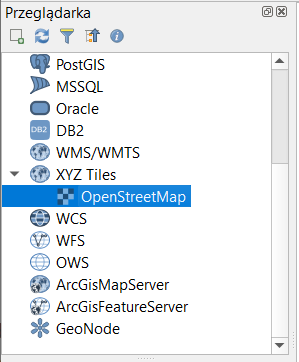 Przeglądarka
PostGIS
MSSQL
Oracle
DB2
DB2
WMS/WMTS
XYZ Tiles
OpenStreetMap
WCS
WFS
OWS
ArcGisMapServer
ArcGisFeatureServer
GeoNode